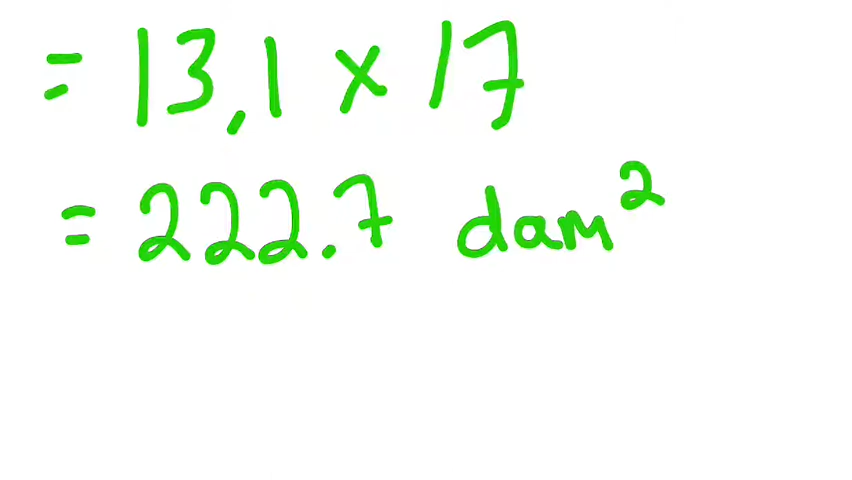 = 13,1 x 17
= 222.7 dam²